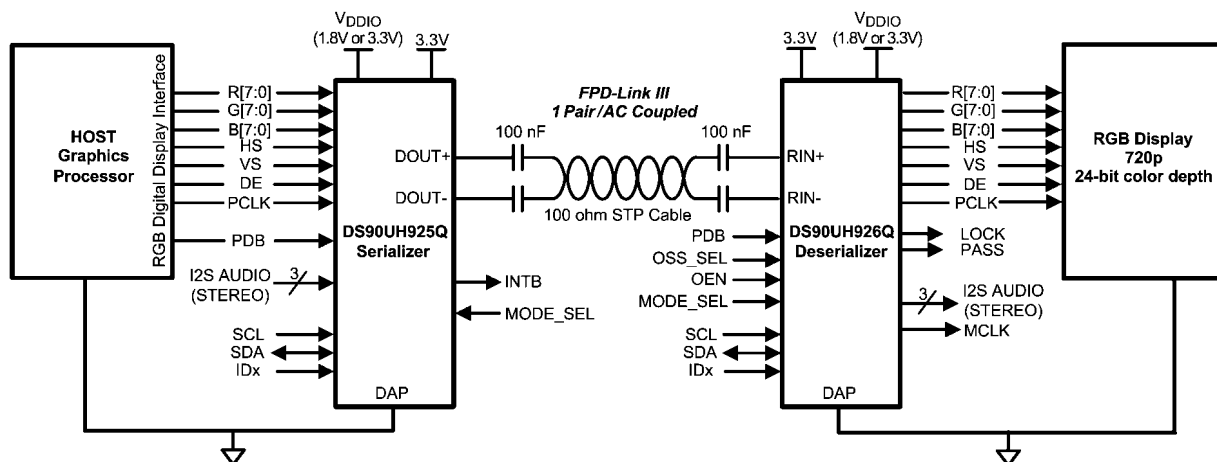 VDDIO
(1.8V or 3.3V)
3.3V
HOST
Graphics
Processor
RGB Digital Display Interface
R[7:0]
G[7:0]
B[7:0]
HS
VS
DE
PCLK
PDB
I2S AUDIO
(STEREO)
3
SCL
SDA
IDx
DOUT+
DOUT-
DS90UH925Q
Serializer
DAP
INTB
MODE_SEL
FPD-Link III
1 Pair/AC Coupled
100 nF
100 nF
100 ohm STP Cable
3.3V
VDDIO
(1.8V or 3.3V)
RIN+
RIN-
DS90UH926Q
Deserializer
DAP
PDB
OSS_SEL
OEN
MODE_SEL
SCL
SDA
IDx
R[7:0]
G[7:0]
B[7:0]
HS
VS
DE
PCLK
LOCK
PASS
3
I2S AUDIO
(STEREO)
MCLK
RGB Display
720p
24-bit color depth